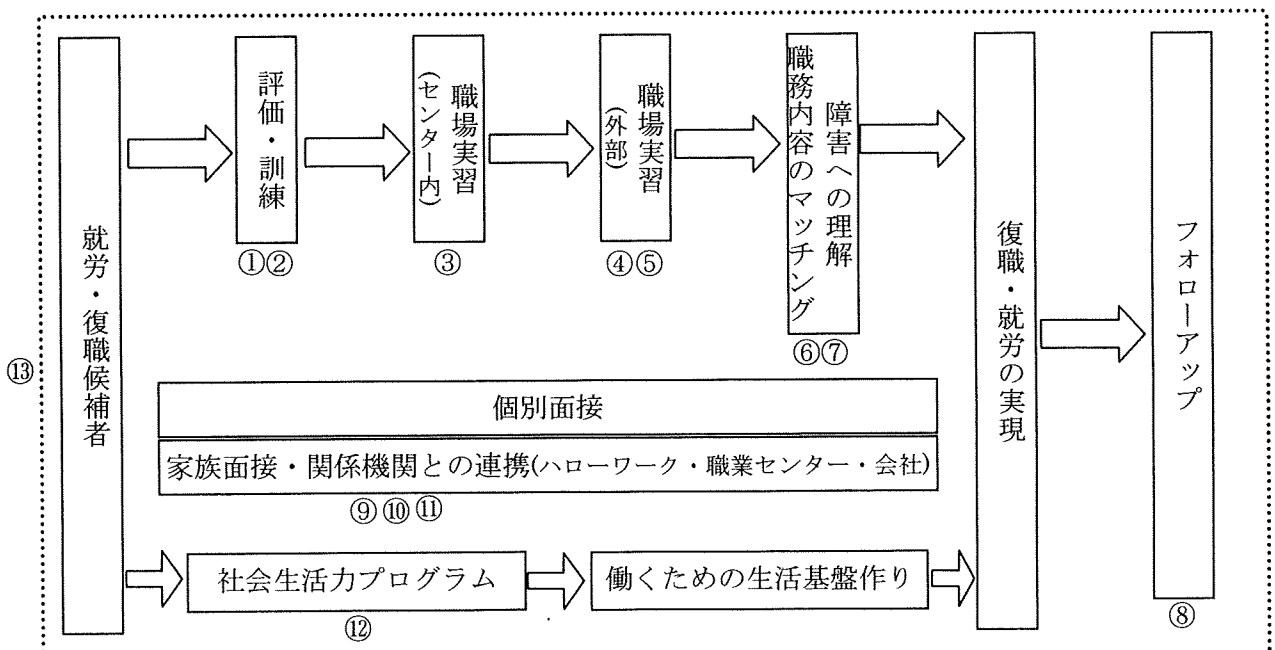 就労・復職候補者
評価・訓練
①②
職場実習
(センター内)
③
職場実習
(外部)
④⑤
障害への理解
職務内容のマッチング
⑥⑦
復職・就労の実現
フォローアップ
⑧
⑬
個別面接
家族面接・関係機関との連携(ハローワーク・職業センター・会社)
⑨⑩⑪
社会生活力プログラム
⑫
働くための生活基盤作り